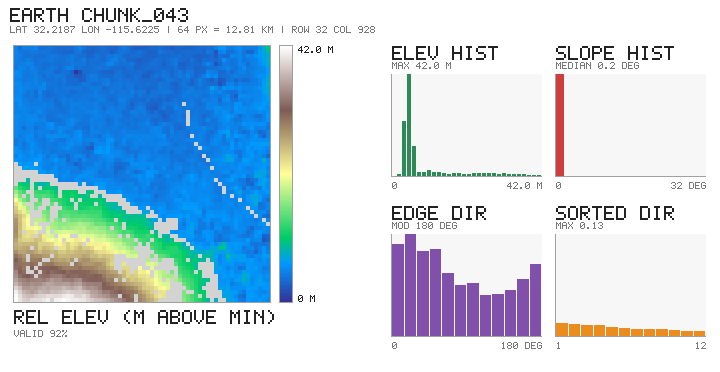 EARTH CHUNK_043
LAT 32.2187 LON -115.6225 | 64 PX = 12.81 KM | ROW 32 COL 928
42.0 M
0 M
REL ELEV (M ABOVE MIN)
VALID 92%
ELEV HIST
MAX 42.0 M
0 42.0 M
SLOPE HIST
MEDIAN 0.2 DEG
0 32 DEG
EDGE DIR
MOD 180 DEG
0 180 DEG
SORTED DIR
MAX 0.13
1 12